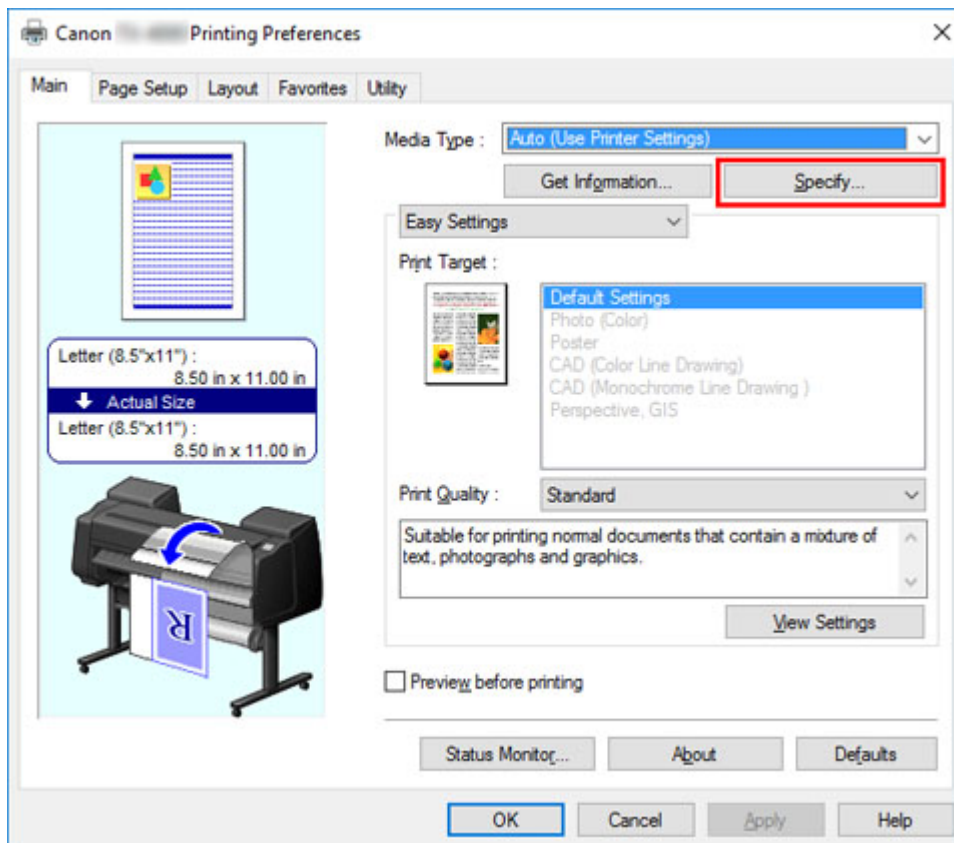 Canon Printing Preferences
Main Page Setup Layout Favorites Utility
Media Type : Auto (Use Printer Settings)
Get Information... Specify...
Easy Settings
Print Target :
Default Settings
Photo (Color)
Poster
CAD (Color Line Drawing)
CAD (Monochrome Line Drawing )
Perspective, GIS
Letter (8.5"x11") :
8.50 in x 11.00 in
Actual Size
Letter (8.5"x11") :
8.50 in x 11.00 in
R
Print Quality : Standard
Suitable for printing normal documents that contain a mixture of
text, photographs and graphics.
View Settings
Preview before printing
Status Monitor... About Defaults
OK Cancel Apply Help